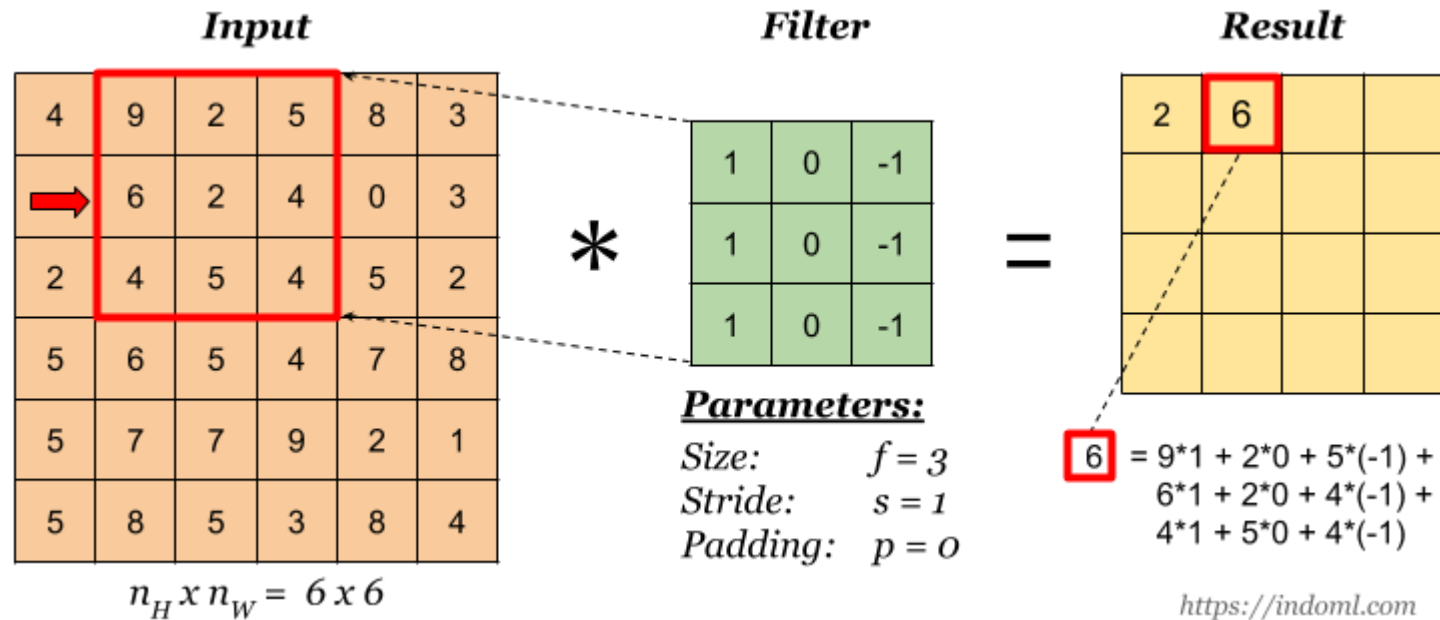 Input
Filter
Result
4 9 2 5 8 3
6 2 4 0 3
2 4 5 4 5 2
5 6 5 4 7 8
5 7 7 9 2 1
5 8 5 3 8 4
n_H x n_W = 6 x 6
*
1 0 -1
1 0 -1
1 0 -1
Parameters:
Size: f = 3
Stride: s = 1
Padding: p = 0
=
2 6
6 = 9*1 + 2*0 + 5*(-1) +
6*1 + 2*0 + 4*(-1) +
4*1 + 5*0 + 4*(-1)
https://indoml.com